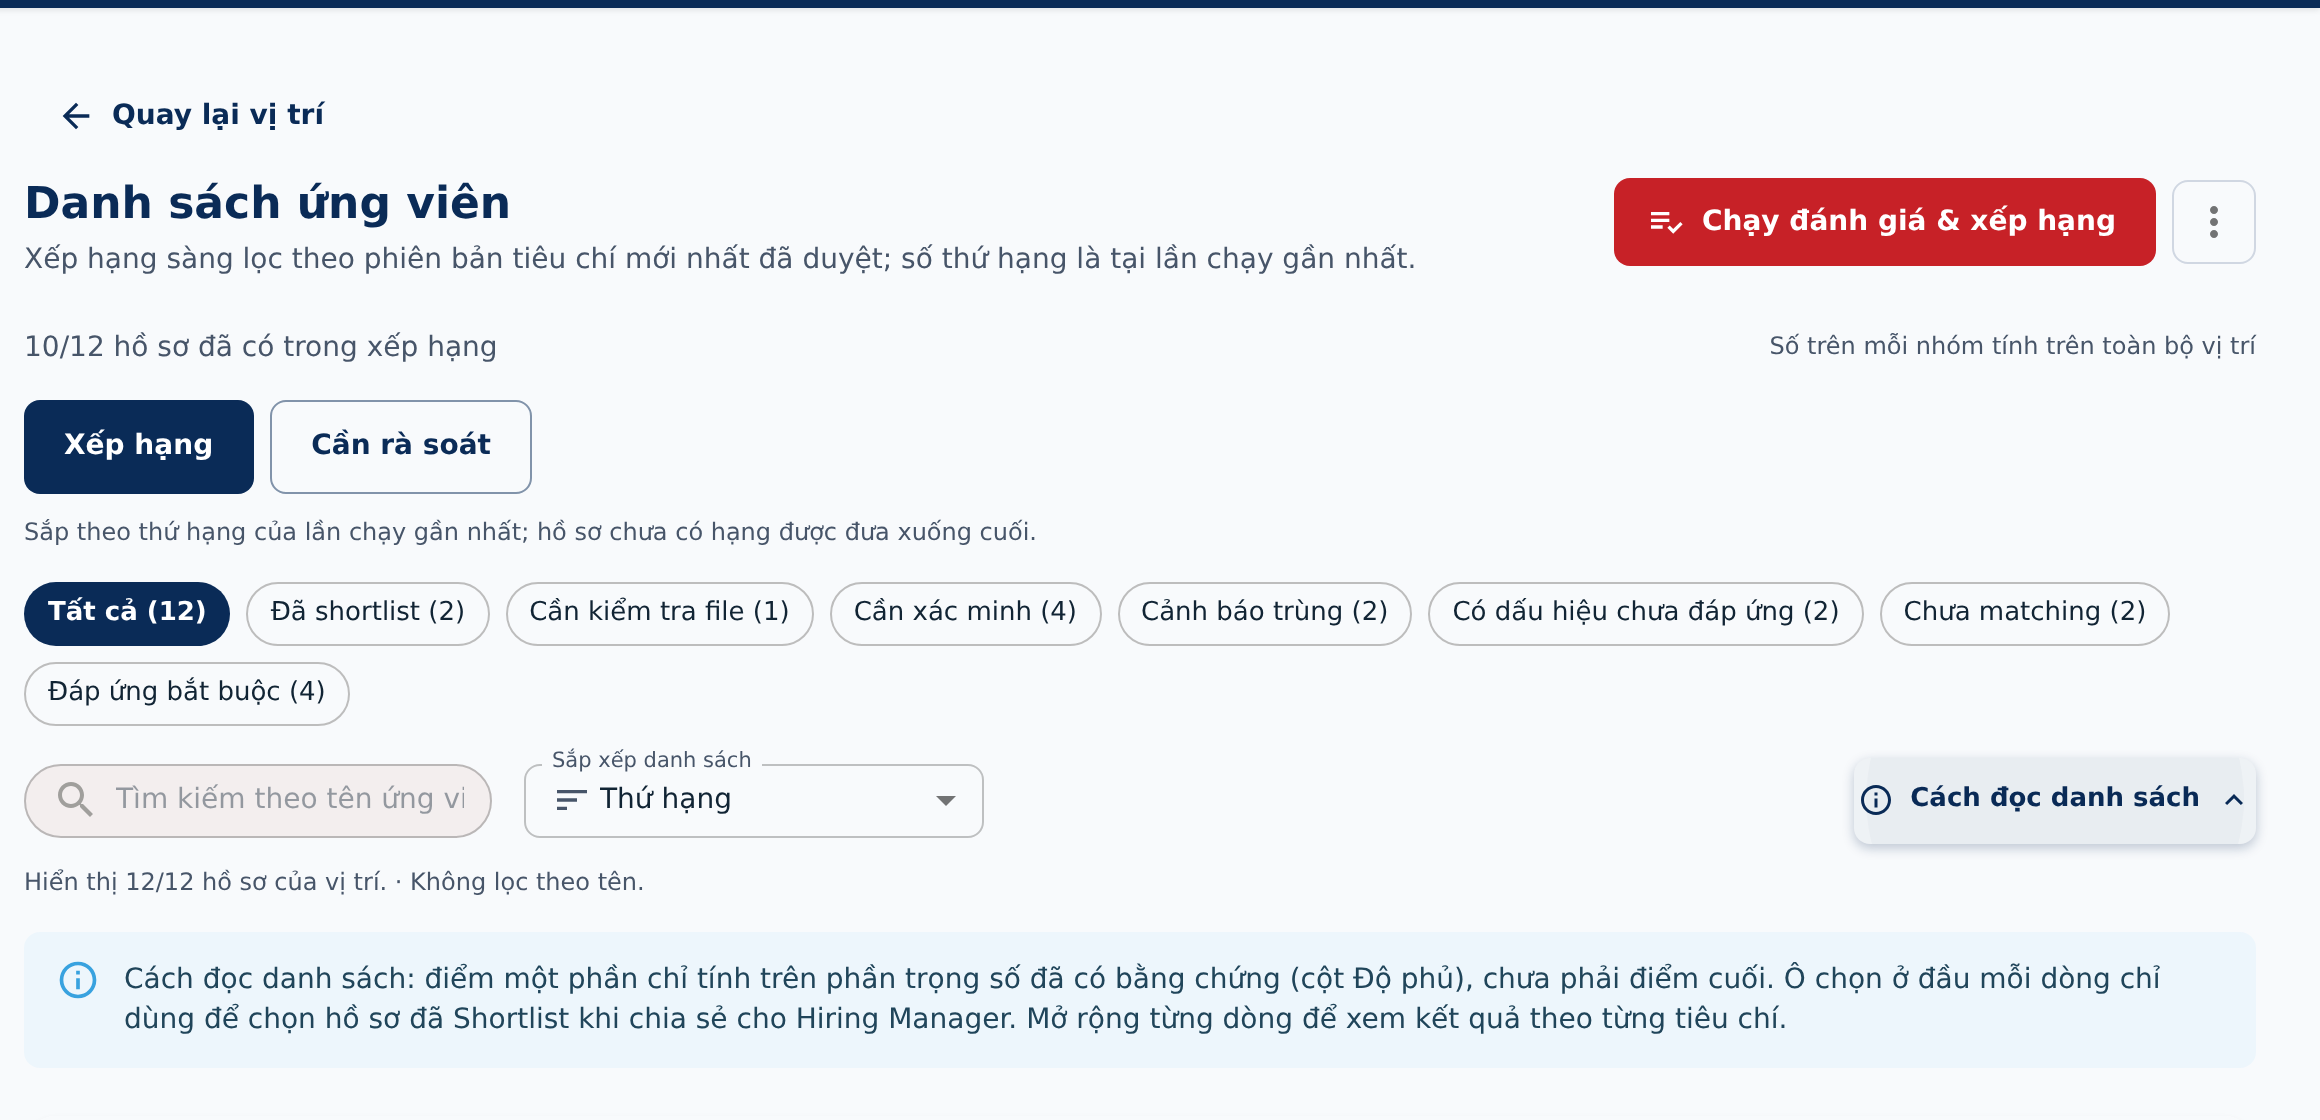 Quay lại vị trí
Danh sách ứng viên
Chạy đánh giá & xếp hạng
Xếp hạng sàng lọc theo phiên bản tiêu chí mới nhất đã duyệt; số thứ hạng là tại lần chạy gần nhất.
10/12 hồ sơ đã có trong xếp hạng
Số trên mỗi nhóm tính trên toàn bộ vị trí
Xếp hạng
Cần rà soát
Sắp theo thứ hạng của lần chạy gần nhất; hồ sơ chưa có hạng được đưa xuống cuối.
Tất cả (12)
Đã shortlist (2)
Cần kiểm tra file (1)
Cần xác minh (4)
Cảnh báo trùng (2)
Có dấu hiệu chưa đáp ứng (2)
Chưa matching (2)
Đáp ứng bắt buộc (4)
Tìm kiếm theo tên ứng vi
Sắp xếp danh sách
Thứ hạng
Cách đọc danh sách
Hiển thị 12/12 hồ sơ của vị trí. · Không lọc theo tên.
Cách đọc danh sách: điểm một phần chỉ tính trên phần trọng số đã có bằng chứng (cột Độ phủ), chưa phải điểm cuối. Ô chọn ở đầu mỗi dòng chỉ
dùng để chọn hồ sơ đã Shortlist khi chia sẻ cho Hiring Manager. Mở rộng từng dòng để xem kết quả theo từng tiêu chí.